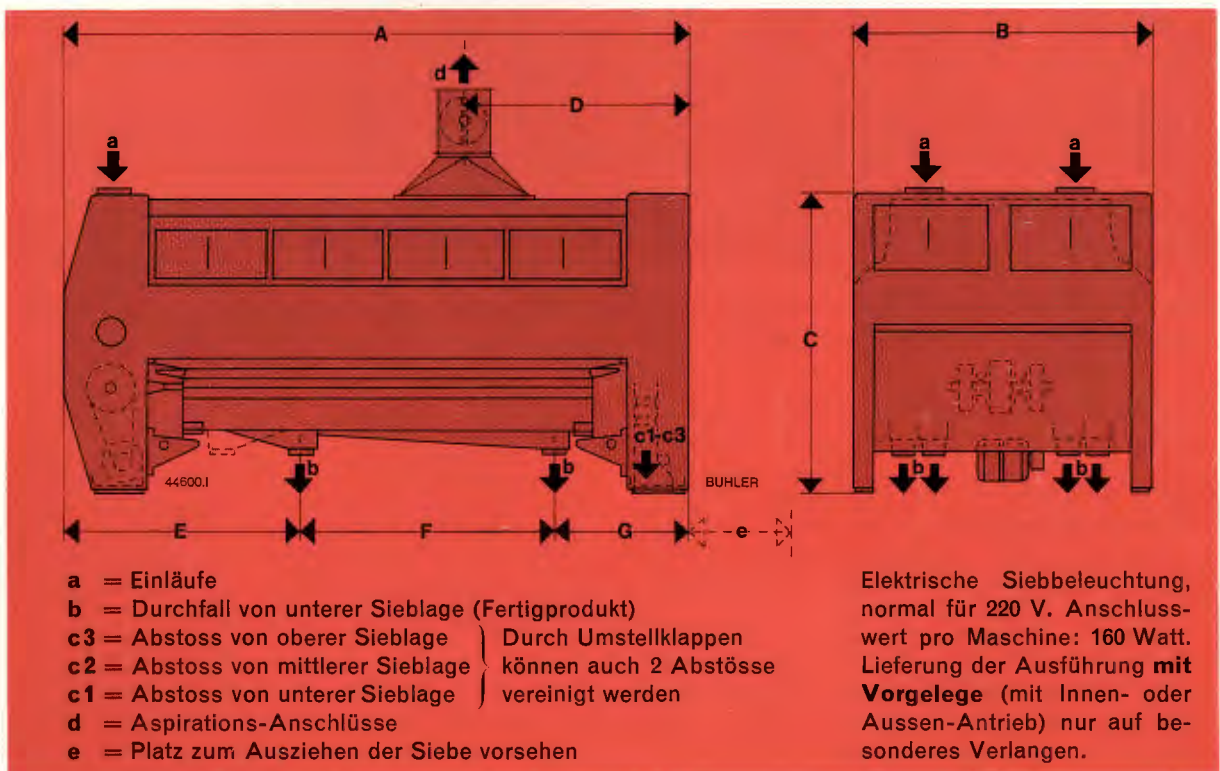 A
B
d
D
a
a
a
C
c1-c3
b
b
b
b
44600.I
BUHLER
E
F
G
e
a = Einläufe
b = Durchfall von unterer Sieblage (Fertigprodukt)
c3 = Abstoss von oberer Sieblage
c2 = Abstoss von mittlerer Sieblage
c1 = Abstoss von unterer Sieblage
Durch Umstellklappen
können auch 2 Abstösse
vereinigt werden
d = Aspirations-Anschlüsse
e = Platz zum Ausziehen der Siebe vorsehen
Elektrische Siebbeleuchtung,
normal für 220 V. Anschluss-
wert pro Maschine: 160 Watt.
Lieferung der Ausführung mit
Vorgelege (mit Innen- oder
Aussen-Antrieb) nur auf be-
sonderes Verlangen.